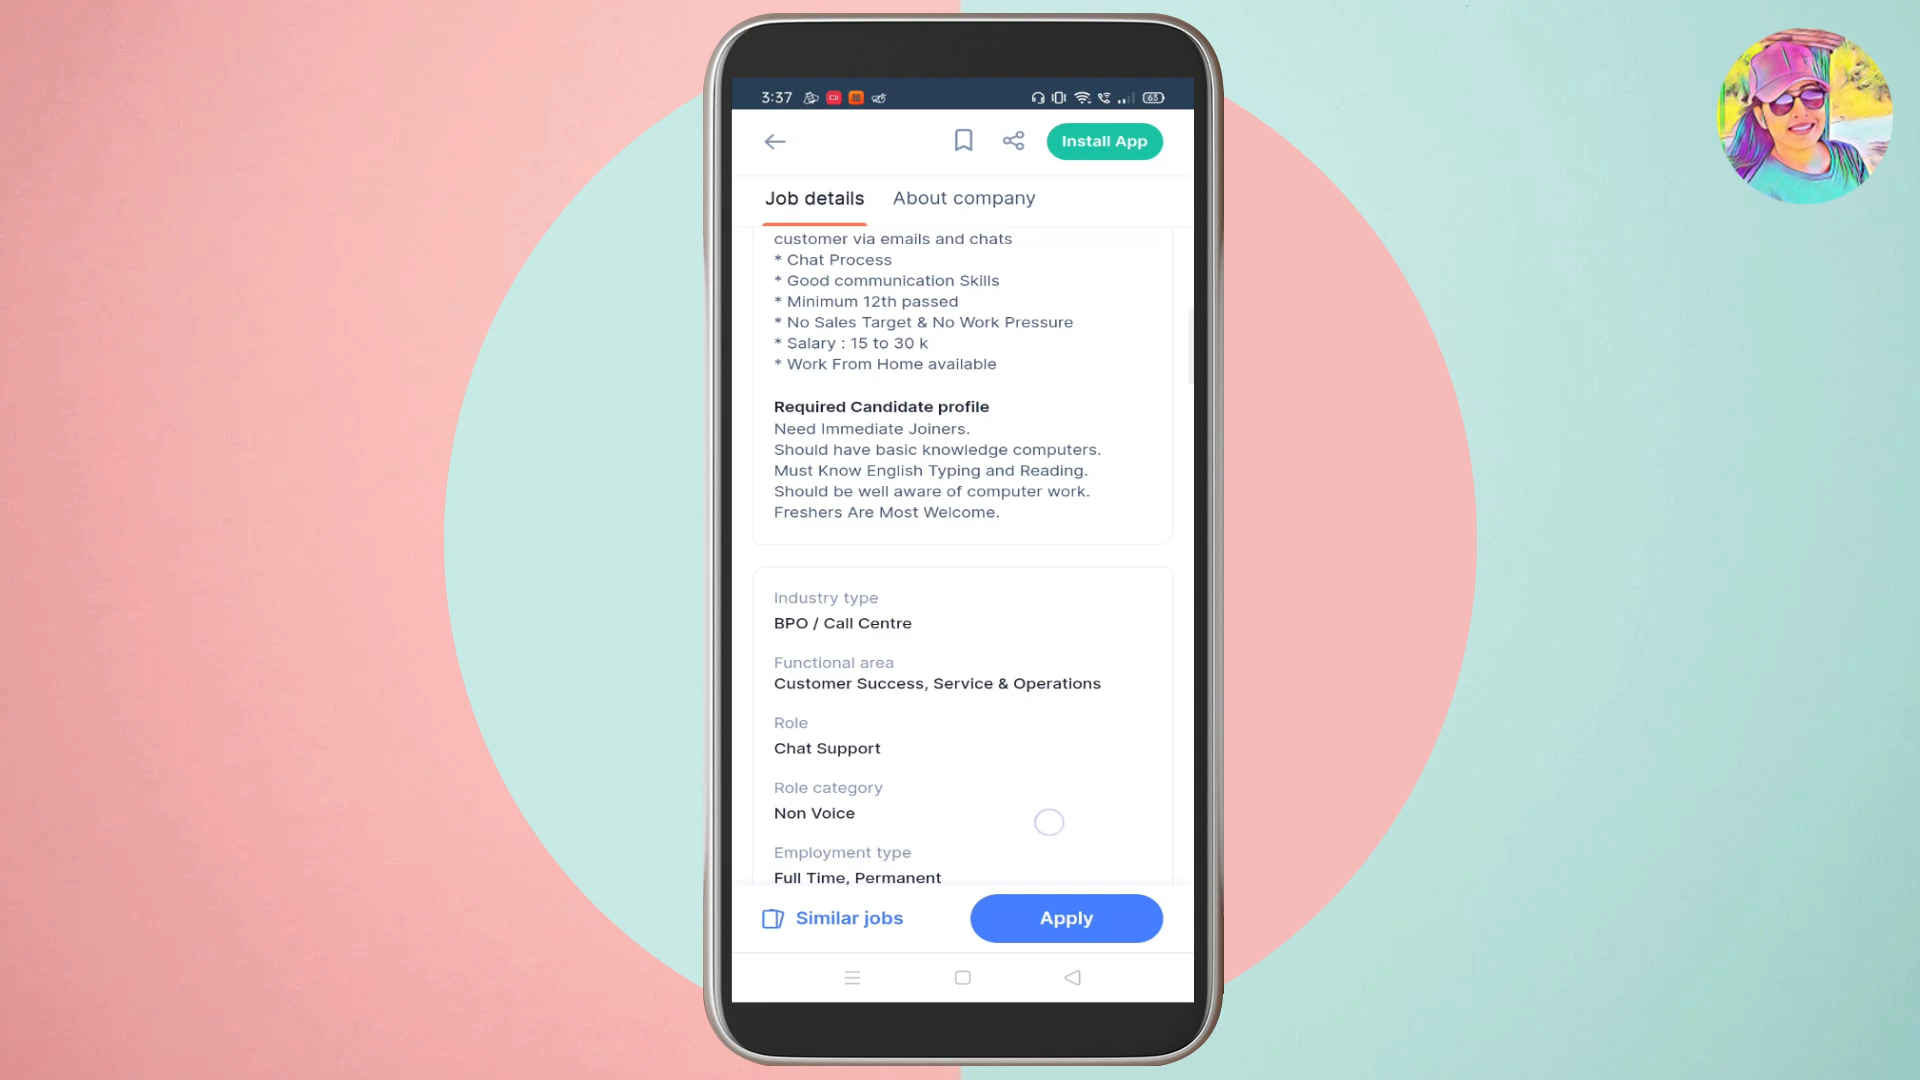 3:37
63
Install App
Job details About company
customer via emails and chats
* Chat Process
* Good communication Skills
* Minimum 12th passed
* No Sales Target & No Work Pressure
* Salary : 15 to 30 k
* Work From Home available
Required Candidate profile
Need Immediate Joiners.
Should have basic knowledge computers.
Must Know English Typing and Reading.
Should be well aware of computer work.
Freshers Are Most Welcome.
Industry type
BPO / Call Centre
Functional area
Customer Success, Service & Operations
Role
Chat Support
Role category
Non Voice
Employment type
Full Time, Permanent
Similar jobs Apply